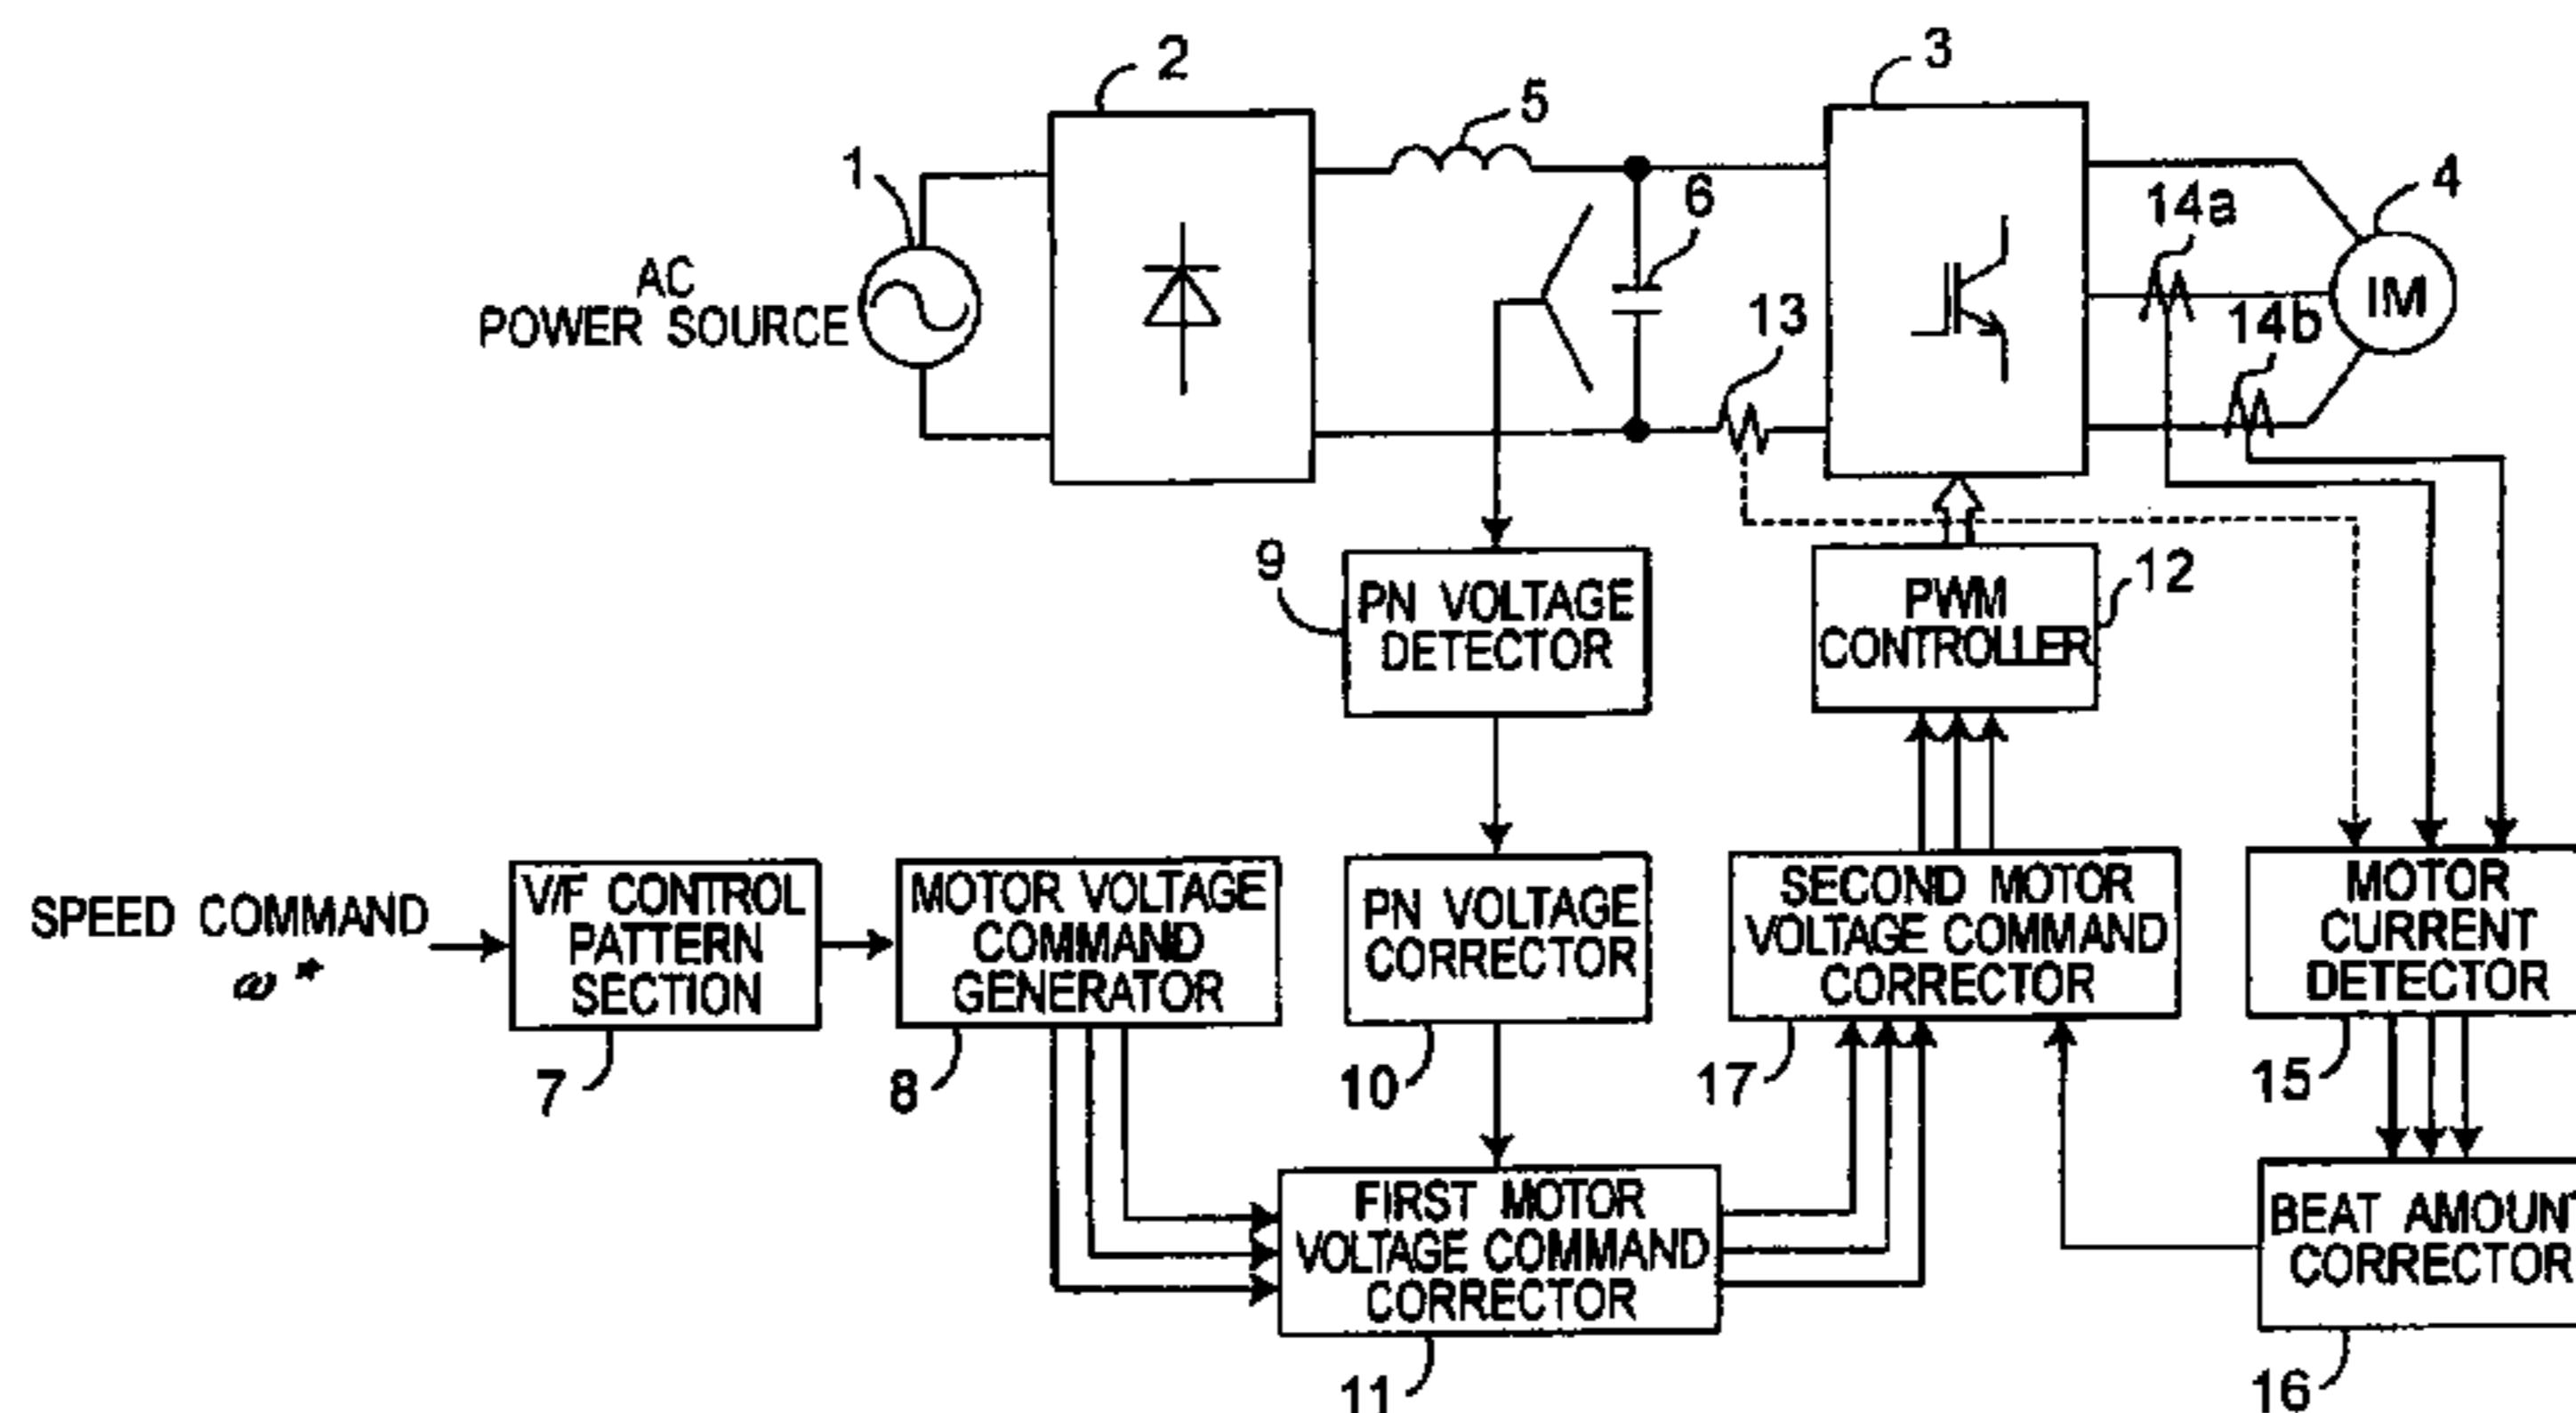 2
3
5
1
6
14a
4
AC
POWER SOURCE
13
14b
IM
9
PN VOLTAGE
DETECTOR
PWM
CONTROLLER
12
SPEED COMMAND
ω*
V/F CONTROL
PATTERN
SECTION
7
MOTOR VOLTAGE
COMMAND
GENERATOR
8
PN VOLTAGE
CORRECTOR
10
SECOND MOTOR
VOLTAGE COMMAND
CORRECTOR
17
MOTOR
CURRENT
DETECTOR
15
FIRST MOTOR
VOLTAGE COMMAND
CORRECTOR
11
BEAT AMOUNT
CORRECTOR
16